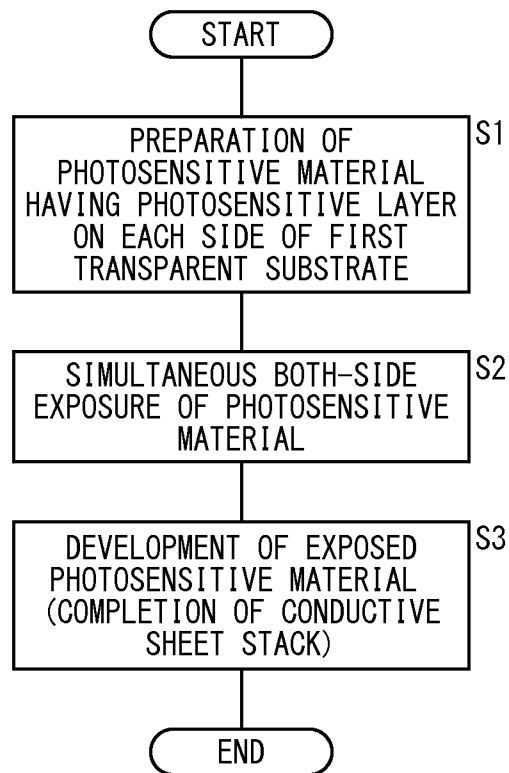 START
S1
PREPARATION OF
PHOTOSENSITIVE MATERIAL
HAVING PHOTOSENSITIVE LAYER
ON EACH SIDE OF FIRST
TRANSPARENT SUBSTRATE
S2
SIMULTANEOUS BOTH-SIDE
EXPOSURE OF PHOTOSENSITIVE
MATERIAL
S3
DEVELOPMENT OF EXPOSED
PHOTOSENSITIVE MATERIAL
(COMPLETION OF CONDUCTIVE
SHEET STACK)
END